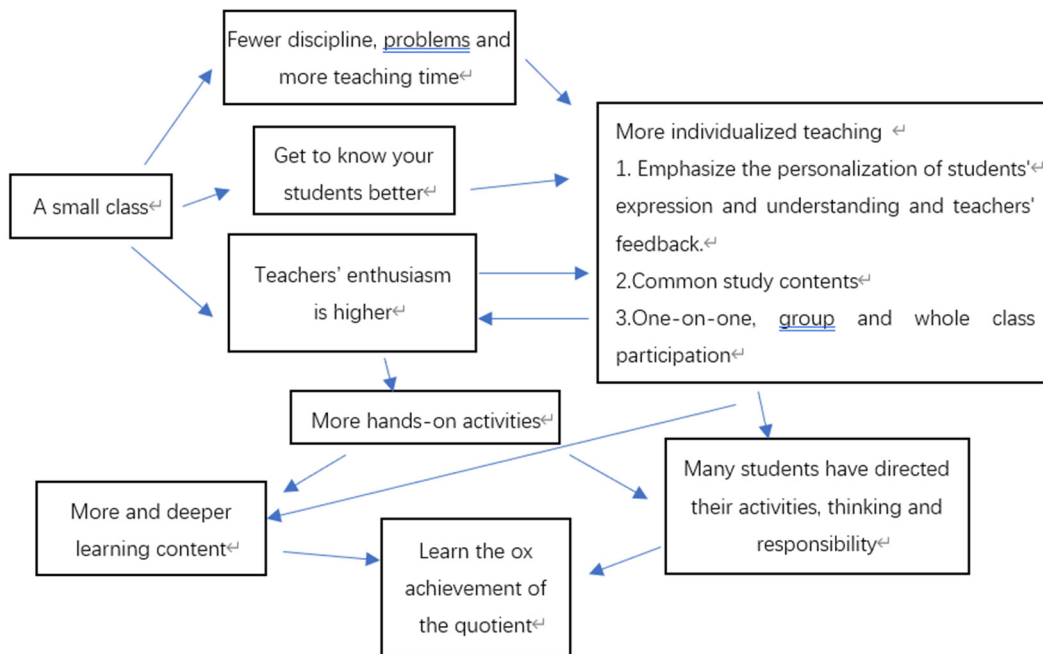 Fewer discipline, problems and
more teaching time
Get to know your
students better
A small class
Teachers' enthusiasm
is higher
More individualized teaching
1. Emphasize the personalization of students'
expression and understanding and teachers'
feedback.
2.Common study contents
3.One-on-one, group and whole class
participation
More hands-on activities
More and deeper
learning content
Many students have directed
their activities, thinking and
responsibility
Learn the ox
achievement of
the quotient